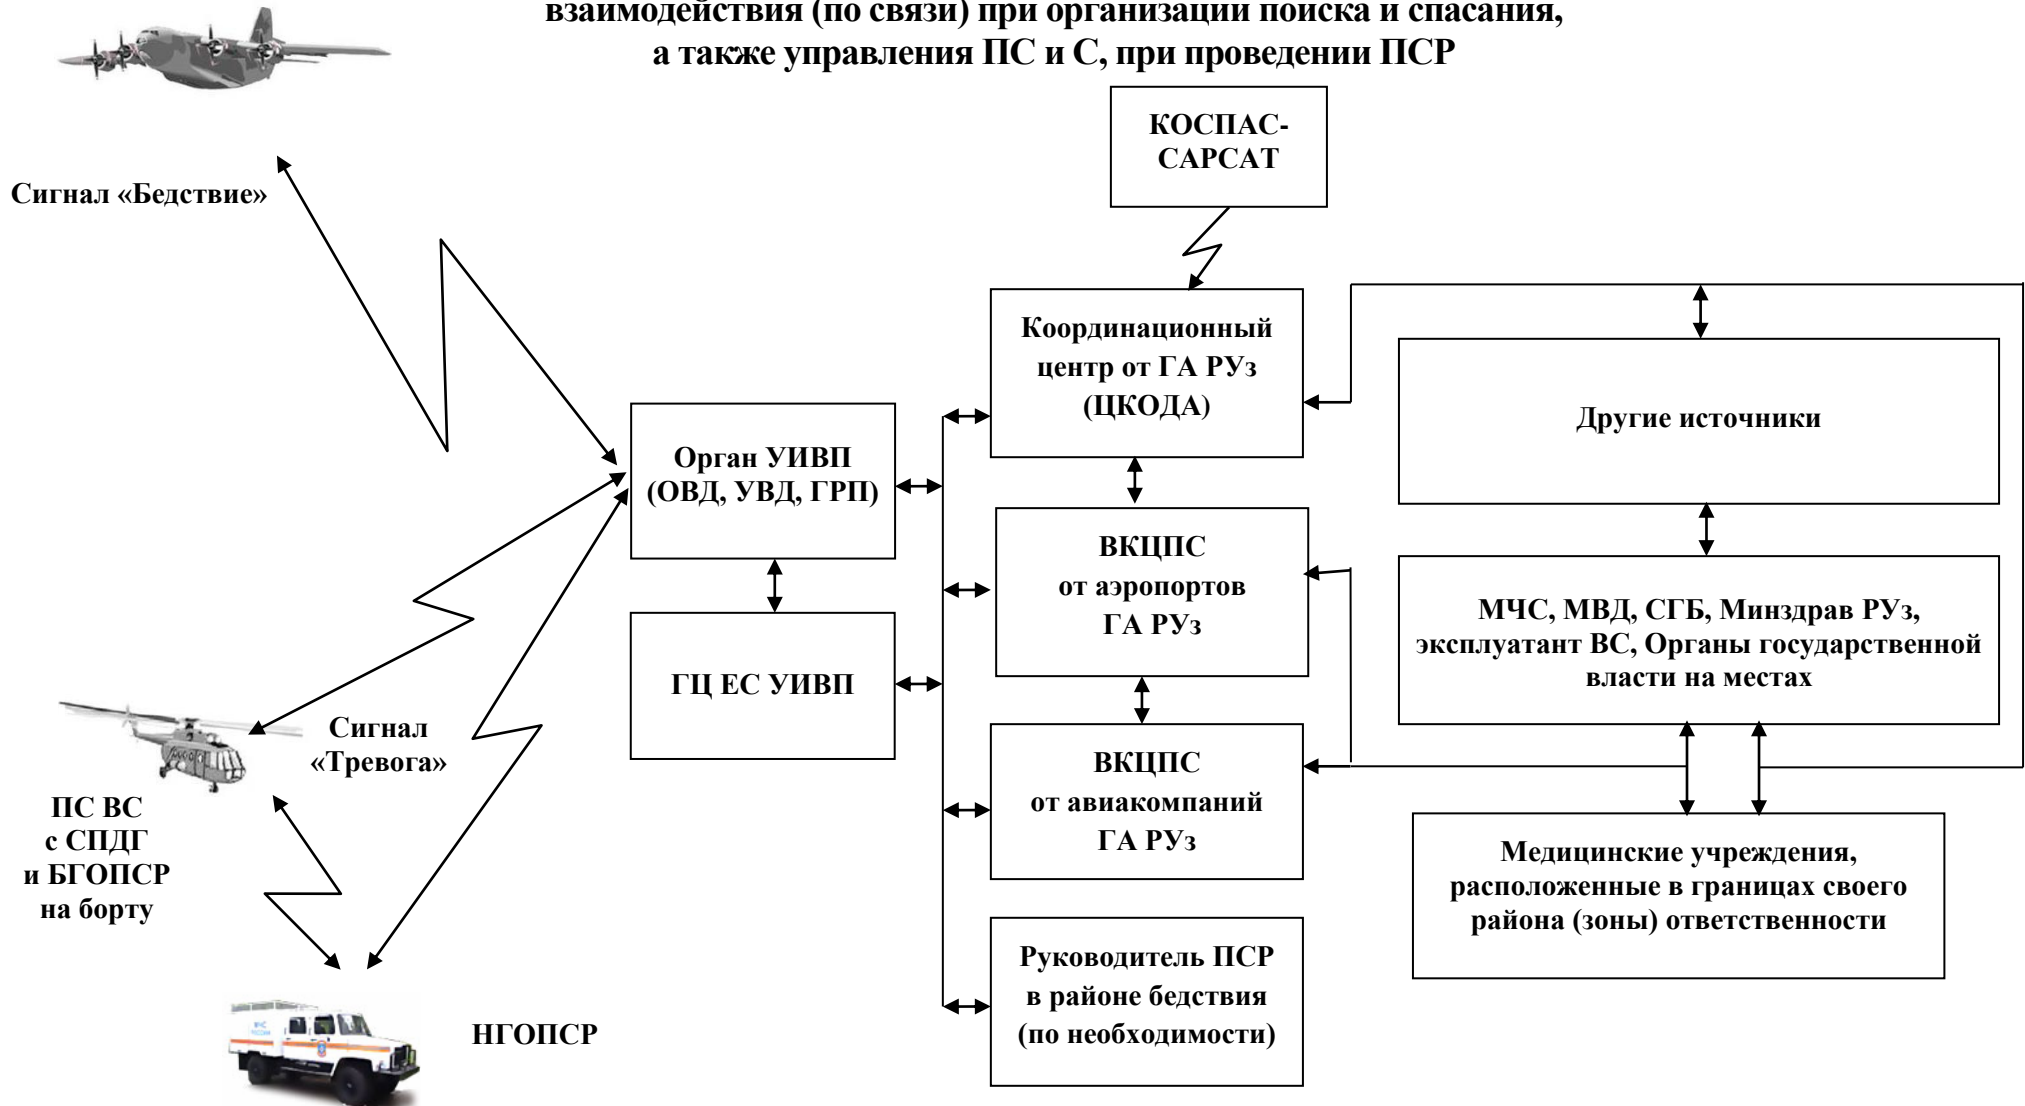 взаимодействия (по связи) при организации поиска и спасания,
а также управления ПС и С, при проведении ПСР
КОСПАС-
САРСАТ
Сигнал «Бедствие»
Координационный
центр от ГА РУз
(ЦКОДА)
Другие источники
Орган УИВП
(ОВД, УВД, ГРП)
ВКЦПС
от аэропортов
ГА РУз
МЧС, МВД, СГБ, Минздрав РУз,
эксплуатант ВС, Органы государственной
власти на местах
ГЦ ЕС УИВП
Сигнал
«Тревога»
ВКЦПС
от авиакомпаний
ГА РУз
ПС ВС
с СПДГ
и БГОПСР
на борту
Медицинские учреждения,
расположенные в границах своего
района (зоны) ответственности
Руководитель ПСР
в районе бедствия
(по необходимости)
НГОПСР